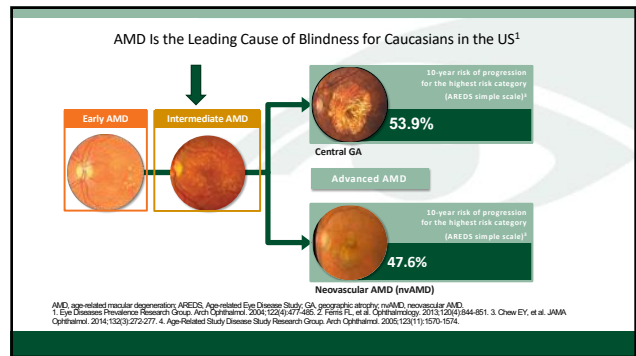 AMD Is the Leading Cause of Blindness for Caucasians in the US1
Early AMD
Intermediate AMD
10-year risk of progression
for the highest risk category
(AREDS simple scale)4
53.9%
Central GA
Advanced AMD
10-year risk of progression
for the highest risk category
(AREDS simple scale)4
47.6%
Neovascular AMD (nvAMD)
AMD, age-related macular degeneration; AREDS, Age-related Eye Disease Study; GA, geographic atrophy; nvAMD, neovascular AMD.
1. Eye Diseases Prevalence Research Group. Arch Ophthalmol. 2004;122(4):477-485. 2. Ferris FL, et al. Ophthalmology. 2013;120(4):844-851. 3. Chew EY, et al. JAMA
Ophthalmol. 2014;132(3):272-277. 4. Age-Related Study Disease Study Research Group. Arch Ophthalmol. 2005;123(11):1570-1574.